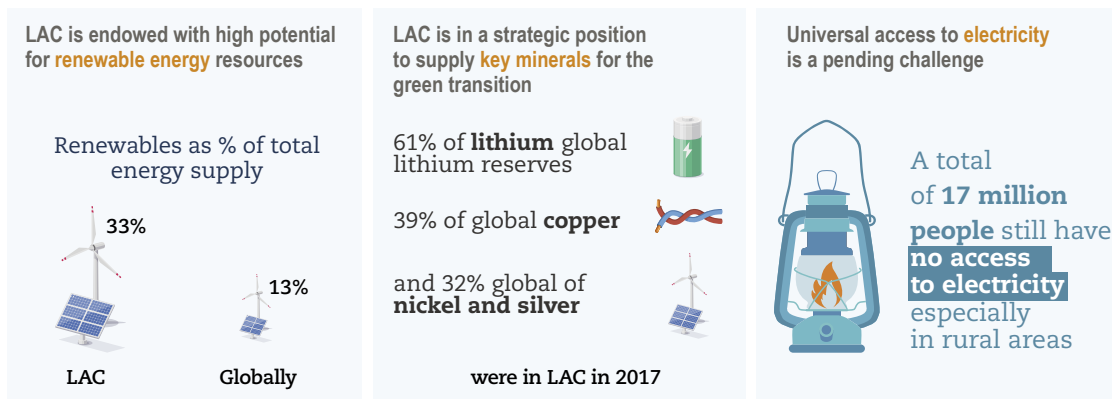 LAC is endowed with high potential
for renewable energy resources
Renewables as % of total
energy supply
33%
13%
LAC
Globally
LAC is in a strategic position
to supply key minerals for the
green transition
61% of lithium global
lithium reserves
39% of global copper
and 32% global of
nickel and silver
were in LAC in 2017
Universal access to electricity
is a pending challenge
A total
of 17 million
people still have
no access
to electricity
especially
in rural areas